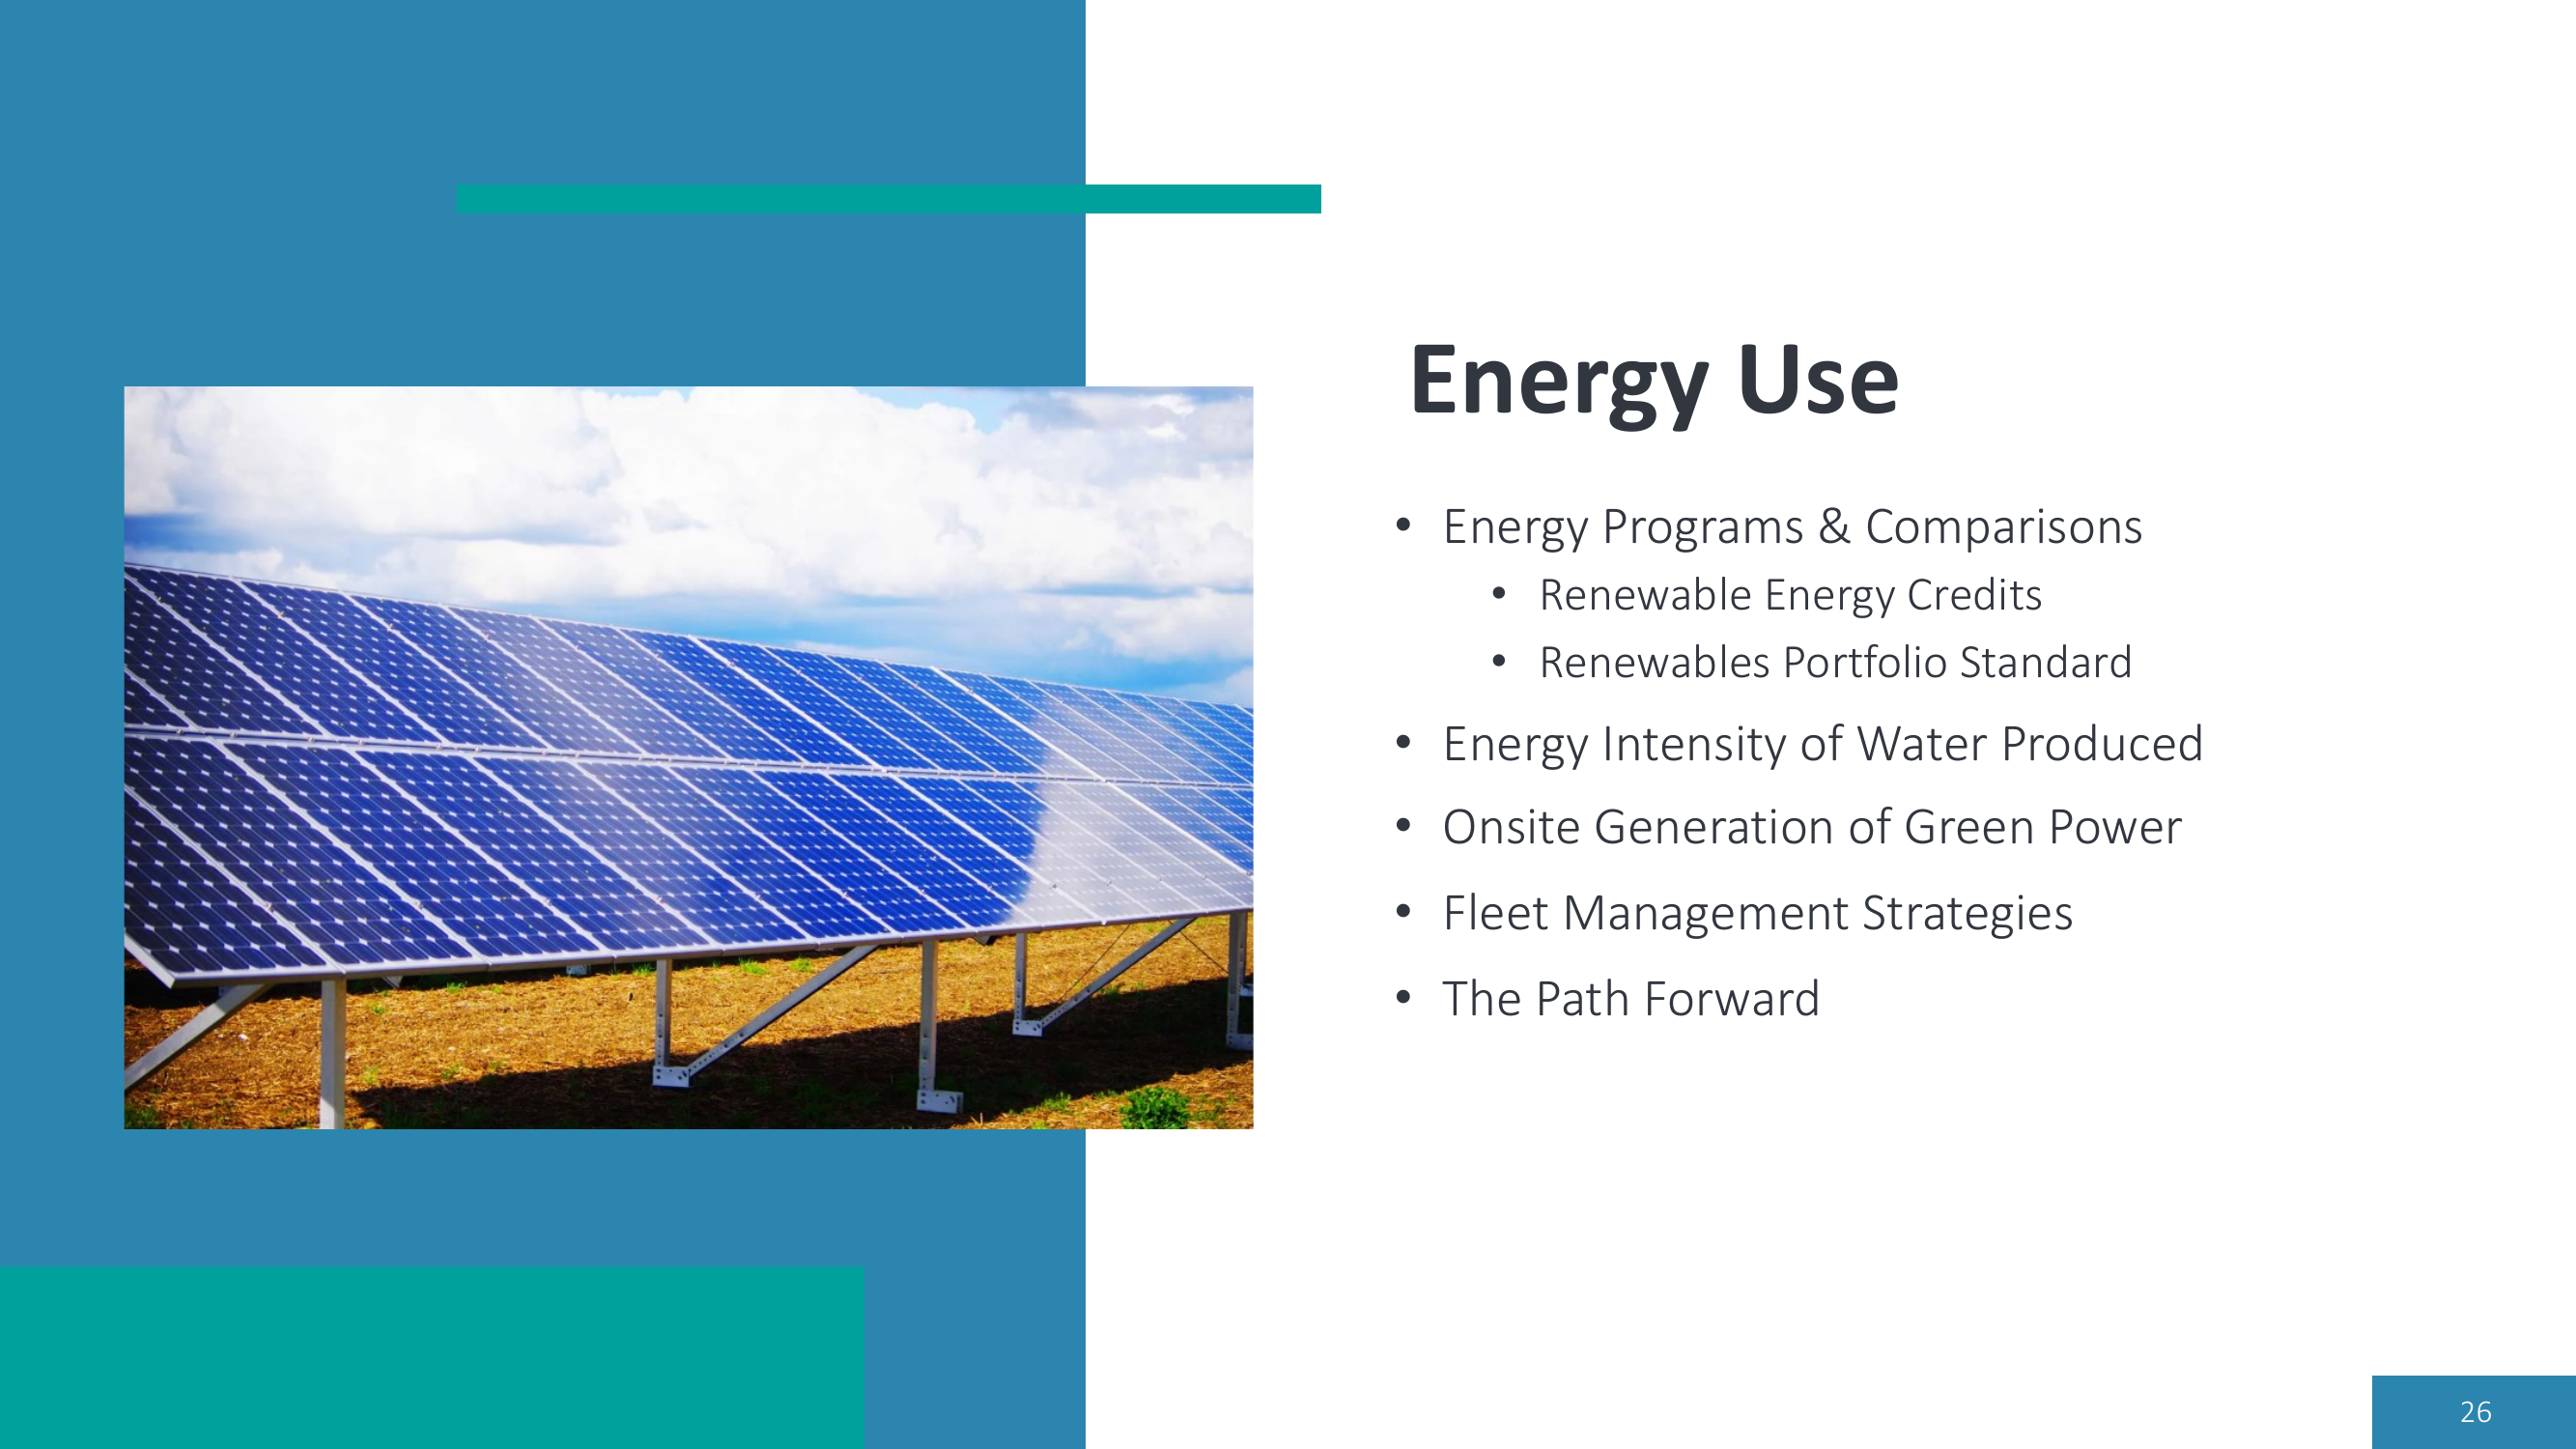 Energy Use
• Energy Programs & Comparisons
• Renewable Energy Credits
• Renewables Portfolio Standard
• Energy Intensity of Water Produced
• Onsite Generation of Green Power
• Fleet Management Strategies
• The Path Forward
26